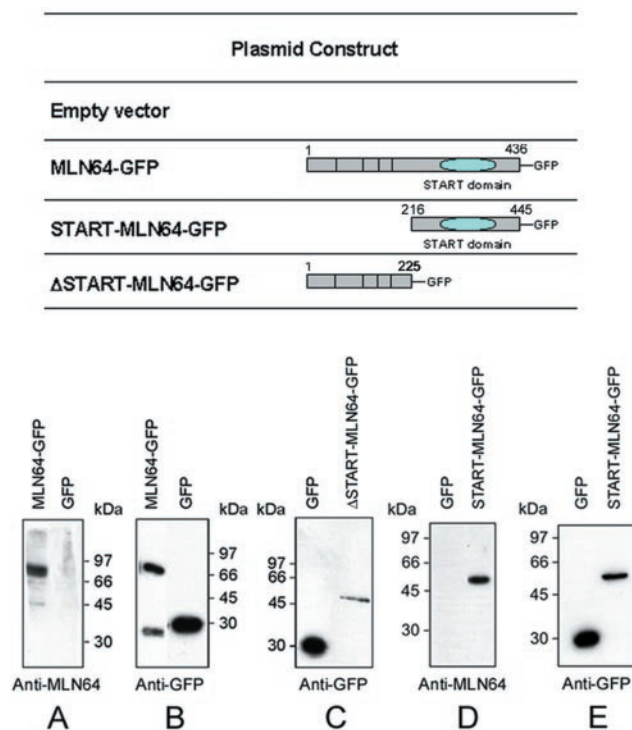 Plasmid Construct
Empty vector
MLN64-GFP
1 436
GFP
START domain
START-MLN64-GFP
216 445
GFP
START domain
ΔSTART-MLN64-GFP
1 225
GFP
MLN64-GFP
GFP
kDa
97
66
45
30
Anti-MLN64
A
MLN64-GFP
GFP
kDa
97
66
45
30
Anti-GFP
B
kDa
GFP
ΔSTART-MLN64-GFP
97
66
45
30
Anti-GFP
C
kDa
GFP
START-MLN64-GFP
97
66
45
30
Anti-MLN64
D
kDa
GFP
START-MLN64-GFP
97
66
45
30
Anti-GFP
E